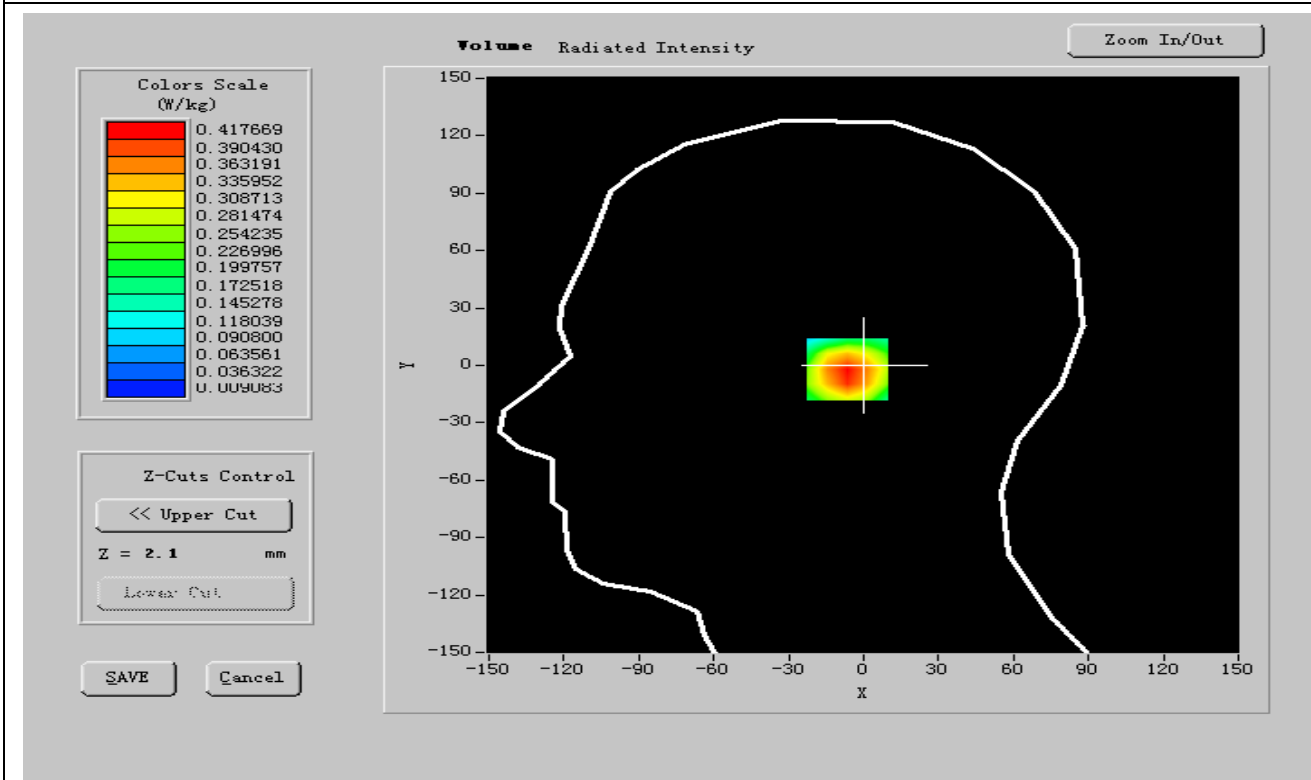 Volume Radiated Intensity
Zoom In/Out
Colors Scale
(W/kg)
0.417669
0.390430
0.363191
0.335952
0.308713
0.281474
0.254235
0.226996
0.199757
0.172518
0.145278
0.118039
0.090800
0.063561
0.036322
0.009083
Z-Cuts Control
<< Upper Cut
Z = 2.1 mm
Lower Cut
SAVE Cancel
Y
150
120
90
60
30
0
-30
-60
-90
-120
-150
-150 -120 -90 -60 -30 0 30 60 90 120 150
X